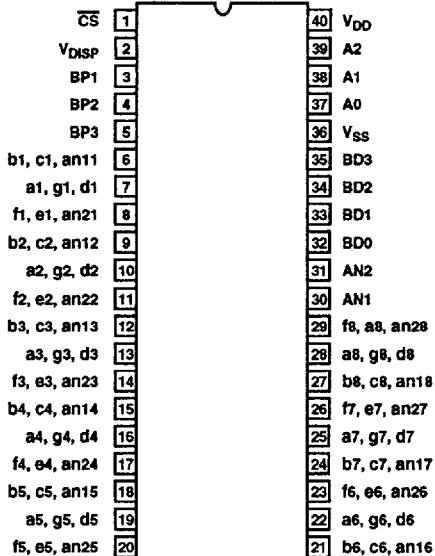 C̅S̅ 1 40 VDD
VDISP 2 39 A2
BP1 3 38 A1
BP2 4 37 A0
BP3 5 36 VSS
b1, c1, an11 6 35 BD3
a1, g1, d1 7 34 BD2
f1, e1, an21 8 33 BD1
b2, c2, an12 9 32 BD0
a2, g2, d2 10 31 AN2
f2, e2, an22 11 30 AN1
b3, c3, an13 12 29 f8, a8, an28
a3, g3, d3 13 28 a8, g8, d8
f3, e3, an23 14 27 b8, c8, an18
b4, c4, an14 15 26 f7, e7, an27
a4, g4, d4 16 25 a7, g7, d7
f4, e4, an24 17 24 b7, c7, an17
b5, c5, an15 18 23 f6, e6, an26
a5, g5, d5 19 22 a6, g6, d6
f5, e5, an25 20 21 b6, c6, an16